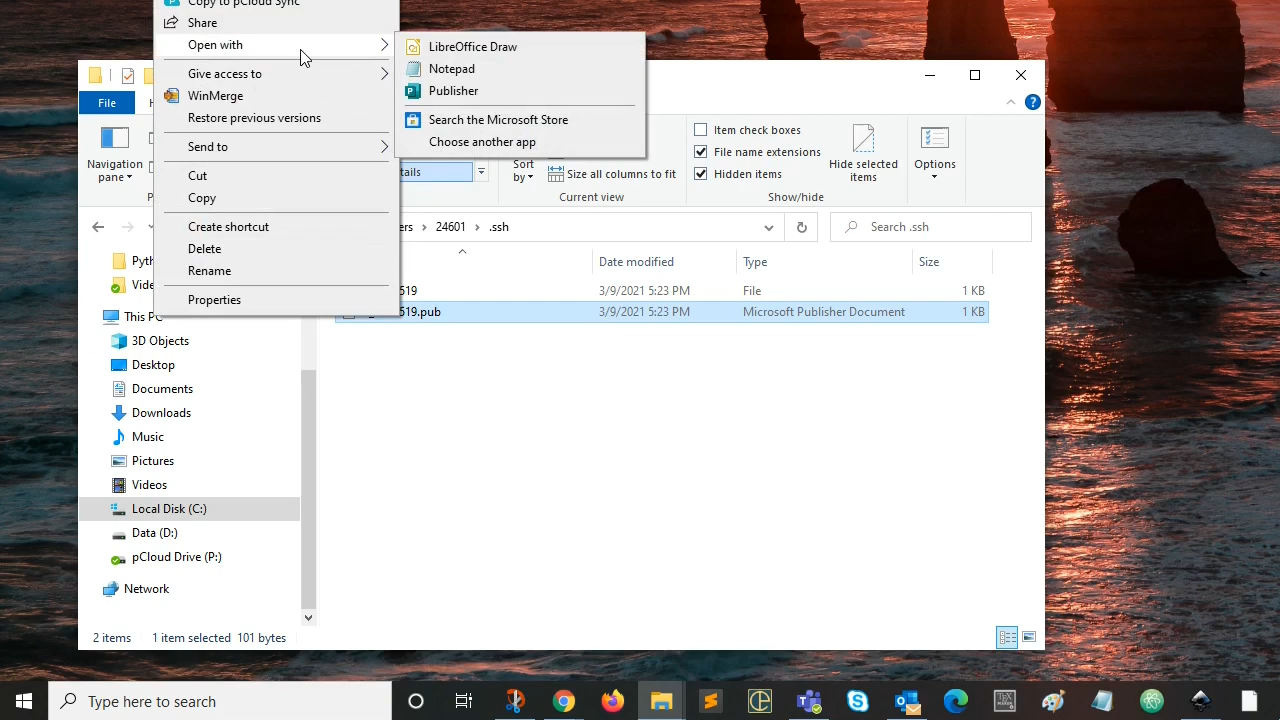 Copy to pCloud Sync
Share
Open with
Give access to
WinMerge
Restore previous versions
Send to
Cut
Copy
Create shortcut
Delete
Rename
Properties
LibreOffice Draw
Notepad
Publisher
Search the Microsoft Store
Choose another app
File
Navigation
pane
Sort
by
Size all columns to fit
Current view
Item check boxes
File name extensions
Hidden items
Hide selected
items
Show/hide
Options
24601
.ssh
Search .ssh
Date modified
Type
Size
3/9/2021 5:23 PM
File
1 KB
619.pub
3/9/2021 5:23 PM
Microsoft Publisher Document
1 KB
This PC
3D Objects
Desktop
Documents
Downloads
Music
Pictures
Videos
Local Disk (C:)
Data (D:)
pCloud Drive (P:)
Network
2 items
1 item selected
101 bytes
Type here to search